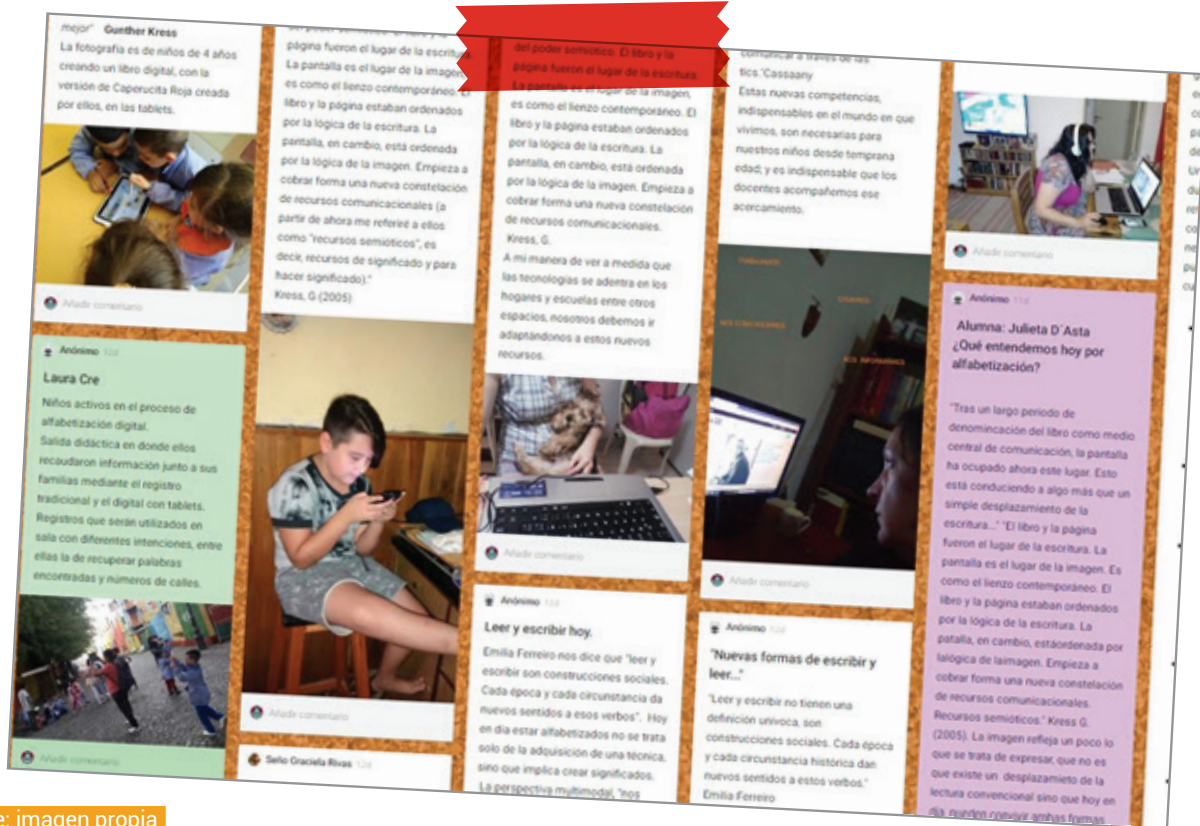 mejor" Gunther Kress
La fotografía es de niños de 4 años
creando un libro digital, con la
versión de Caperucita Roja creada
por ellos, en las tablets.
Añadir comentario
Anónimo 12d
Laura Cre
Niños activos en el proceso de
alfabetización digital.
Salida didáctica en donde ellos
recaudaron información junto a sus
familias mediante el registro
tradicional y el digital con tablets.
Registros que serán utilizados en
sala con diferentes intenciones, entre
ellas la de recuperar palabras
encontradas y números de calles.
Añadir comentario
página fueron el lugar de la escritura.
La pantalla es el lugar de la imagen,
es como el lienzo contemporáneo. El
libro y la página estaban ordenados
por la lógica de la escritura. La
pantalla, en cambio, está ordenada
por la lógica de la imagen. Empieza a
cobrar forma una nueva constelación
de recursos comunicacionales (a
partir de ahora me referiré a ellos
como "recursos semióticos", es
decir, recursos de significado y para
hacer significado)."
Kress, G (2005)
Añadir comentario
Seño Graciela Rivas 12d
del poder semiótico. El libro y la
página fueron el lugar de la escritura.
La pantalla es el lugar de la imagen,
es como el lienzo contemporáneo. El
libro y la página estaban ordenados
por la lógica de la escritura. La
pantalla, en cambio, está ordenada
por la lógica de la imagen. Empieza a
cobrar forma una nueva constelación
de recursos comunicacionales.
Kress, G.
A mi manera de ver a medida que
las tecnologías se adentra en los
hogares y escuelas entre otros
espacios, nosotros debemos ir
adaptándonos a estos nuevos
recursos.
Añadir comentario
Anónimo 12d
Leer y escribir hoy.
Emilia Ferreiro nos dice que "leer y
escribir son construcciones sociales.
Cada época y cada circunstancia da
nuevos sentidos a esos verbos". Hoy
en día estar alfabetizados no se trata
solo de la adquisición de una técnica,
sino que implica crear significados.
La perspectiva multimodal, "nos
comunicar a través de las
tics."Cassaany
Estas nuevas competencias,
indispensables en el mundo en que
vivimos, son necesarias para
nuestros niños desde temprana
edad; y es indispensable que los
docentes acompañemos ese
acercamiento.
TRABAJAMOS
CREAMOS
NOS COMUNICAMOS
NOS INFORMAMOS
Añadir comentario
Anónimo 12d
"Nuevas formas de escribir y
leer..."
"Leer y escribir no tienen una
definición unívoca, son
construcciones sociales. Cada época
y cada circunstancia histórica dan
nuevos sentidos a estos verbos."
Emilia Ferreiro
Añadir comentario
Anónimo 11d
Alumna: Julieta D´Asta
¿Qué entendemos hoy por
alfabetización?
"Tras un largo periodo de
denomincación del libro como medio
central de comunicación, la pantalla
ha ocupado ahora este lugar. Esto
está conduciendo a algo más que un
simple desplazamiento de la
escritura..." "El libro y la página
fueron el lugar de la escritura. La
pantalla es el lugar de la imagen. Es
como el lienzo contemporáneo. El
libro y la página estaban ordenados
por la lógica de la escritura. La
patalla, en cambio, estáordenada por
lalógica de laimagen. Empieza a
cobrar forma una nueva constelación
de recursos comunicacionales.
Recursos semióticos." Kress G.
(2005). La imagen refleja un poco lo
que se trata de expresar, que no es
que existe un desplazamieto de la
lectura convencional sino que hoy en
día, pueden convivir ambas formas
imagen propia